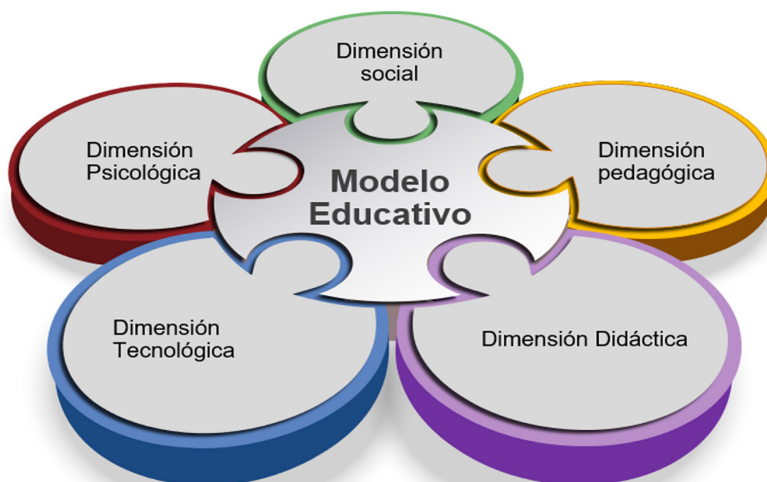 Dimensión
social
Dimensión
Psicológica
Dimensión
pedagógica
Modelo
Educativo
Dimensión
Tecnológica
Dimensión Didáctica